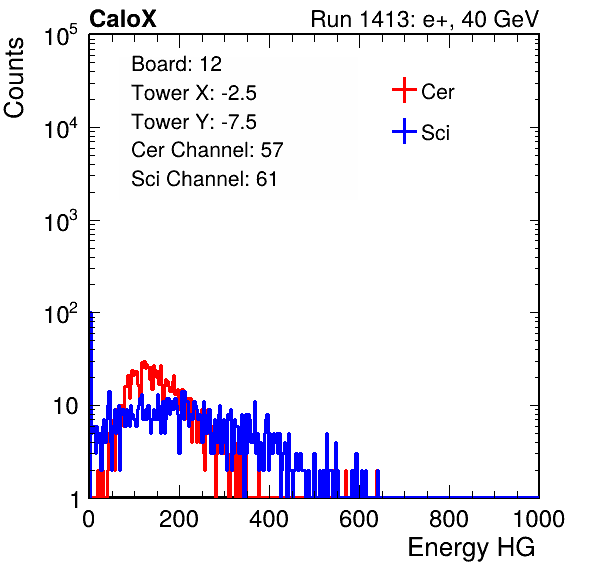 CaloX Run 1413: e+, 40 GeV
Board: 12
Tower X: -2.5
Tower Y: -7.5
Cer Channel: 57
Sci Channel: 61
Cer
Sci
Counts
10^5
10^4
10^3
10^2
10
1
0 200 400 600 800 1000
Energy HG